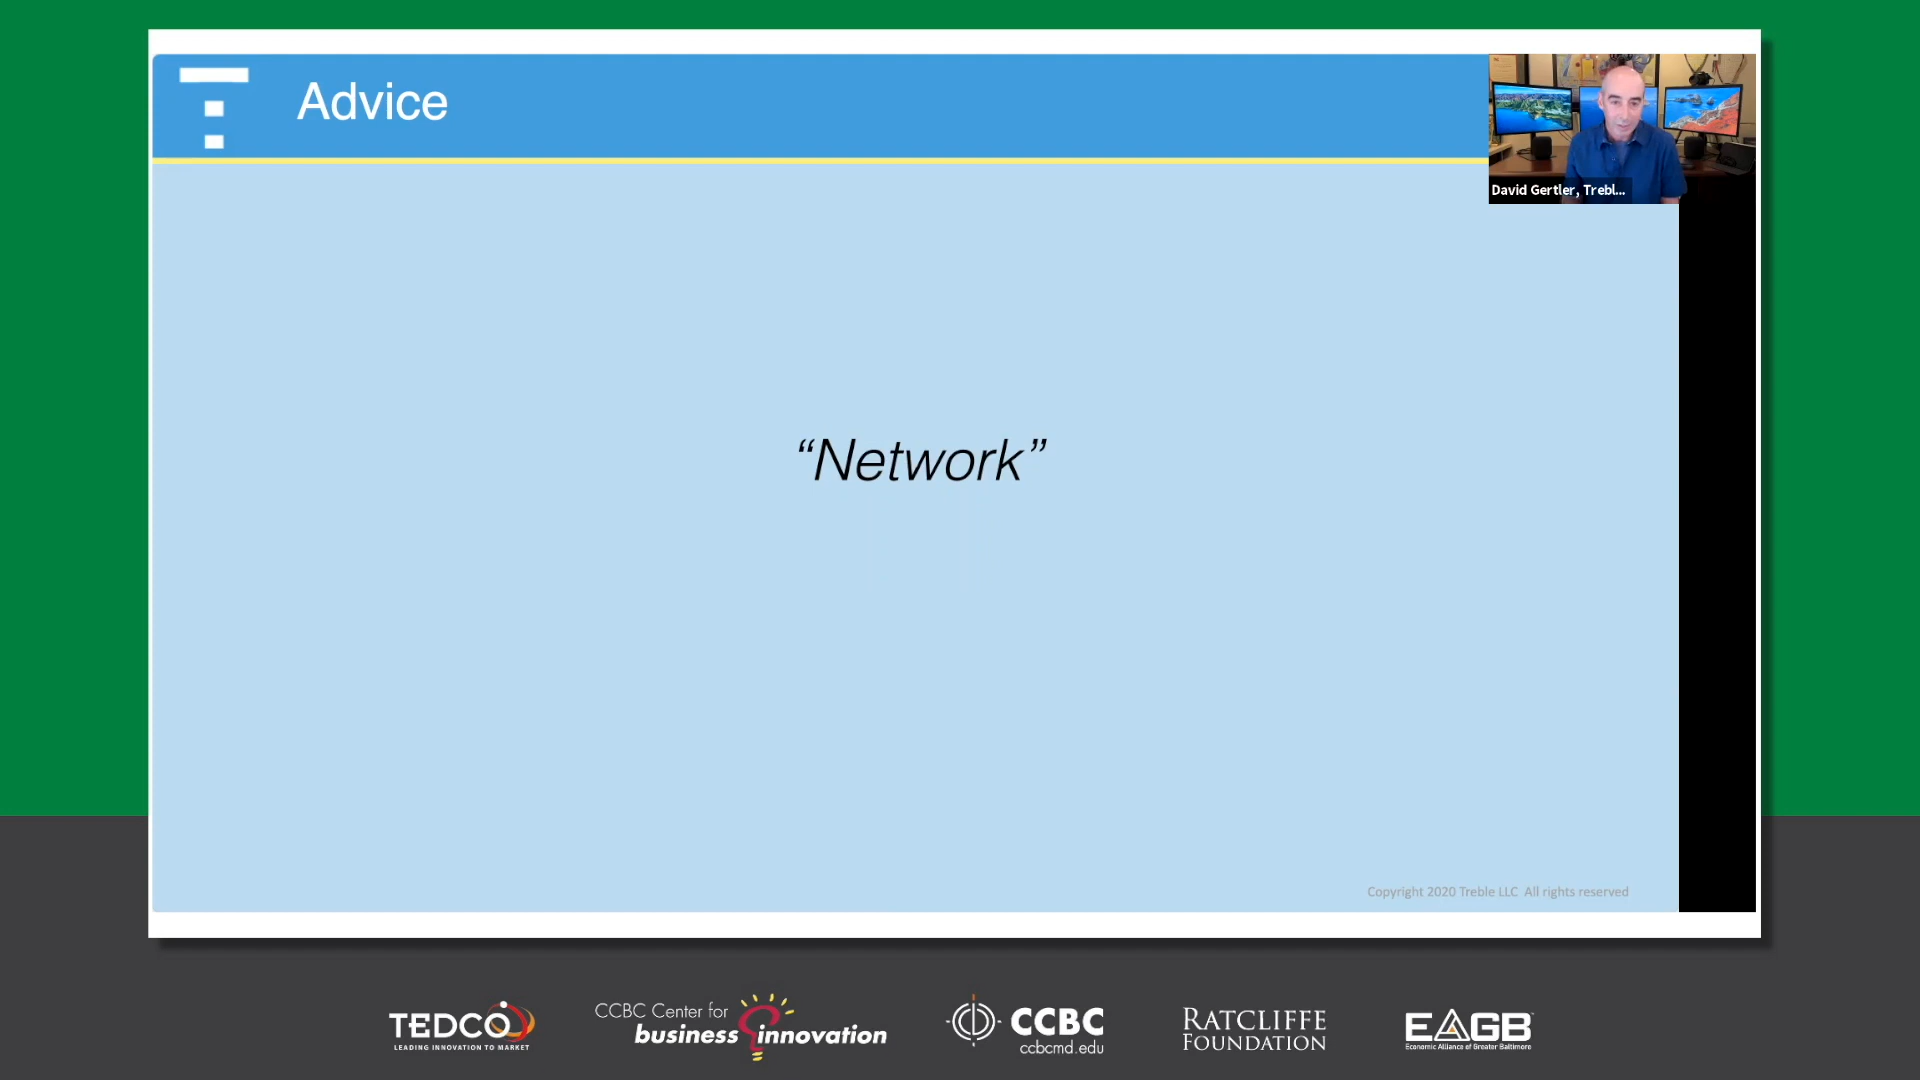 Advice
David Gertler, Trebl...
“Network”
Copyright 2020 Treble LLC All rights reserved
TEDCO
LEADING INNOVATION TO MARKET
CCBC Center for
business innovation
CCBC
ccbcmd.edu
RATCLIFFE
FOUNDATION
EAGB
Economic Alliance of Greater Baltimore